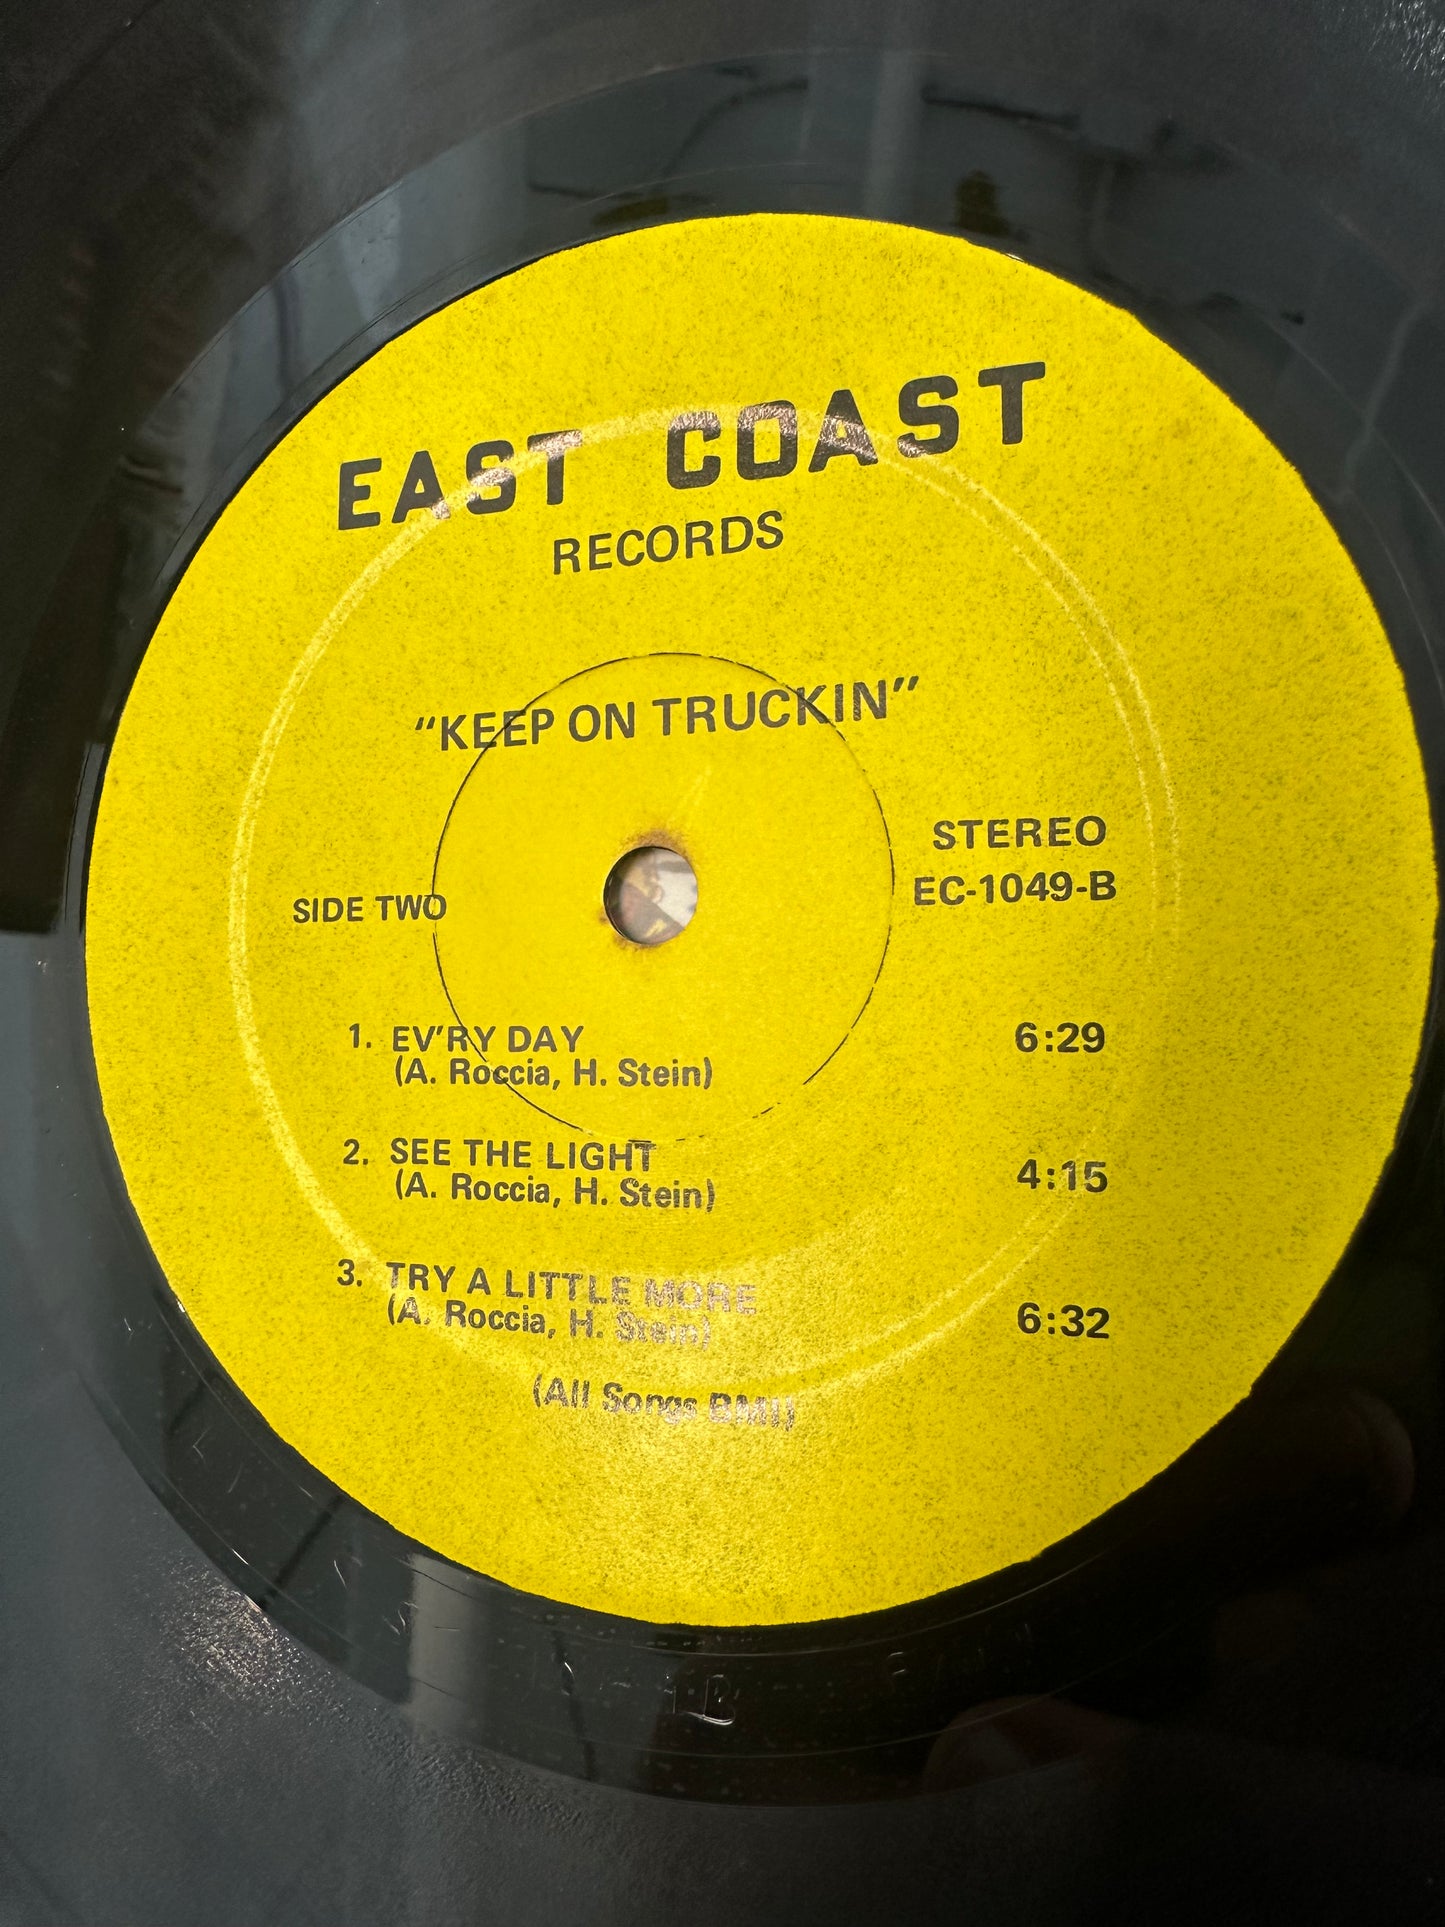 EAST COAST
RECORDS
“KEEP ON TRUCKIN”
STEREO
EC-1049-B
SIDE TWO
1. EV’RY DAY 6:29
(A. Roccia, H. Stein)
2. SEE THE LIGHT 4:15
(A. Roccia, H. Stein)
3. TRY A LITTLE MORE 6:32
(A. Roccia, H. Stein)
(All Songs BMI)